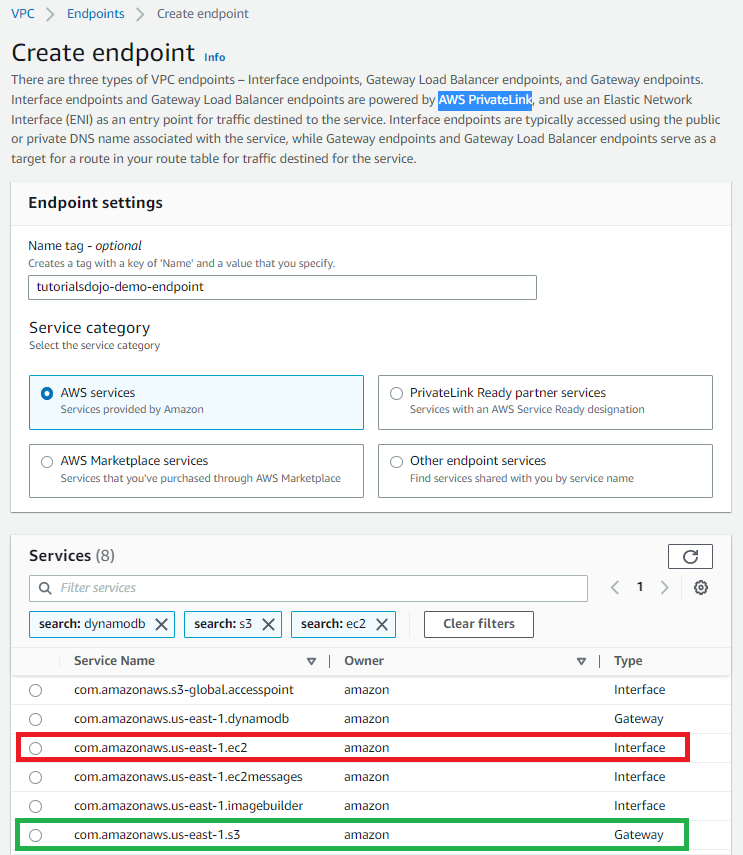 VPC > Endpoints > Create endpoint
Create endpoint Info
There are three types of VPC endpoints – Interface endpoints, Gateway Load Balancer endpoints, and Gateway endpoints.
Interface endpoints and Gateway Load Balancer endpoints are powered by AWS PrivateLink, and use an Elastic Network
Interface (ENI) as an entry point for traffic destined to the service. Interface endpoints are typically accessed using the public
or private DNS name associated with the service, while Gateway endpoints and Gateway Load Balancer endpoints serve as a
target for a route in your route table for traffic destined for the service.
Endpoint settings
Name tag - optional
Creates a tag with a key of 'Name' and a value that you specify.
tutorialsdojo-demo-endpoint
Service category
Select the service category
AWS services
Services provided by Amazon
PrivateLink Ready partner services
Services with an AWS Service Ready designation
AWS Marketplace services
Services that you've purchased through AWS Marketplace
Other endpoint services
Find services shared with you by service name
Services (8)
Filter services
1
search: dynamodb
search: s3
search: ec2
Clear filters
Service Name Owner Type
com.amazonaws.s3-global.accesspoint amazon Interface
com.amazonaws.us-east-1.dynamodb amazon Gateway
com.amazonaws.us-east-1.ec2 amazon Interface
com.amazonaws.us-east-1.ec2messages amazon Interface
com.amazonaws.us-east-1.imagebuilder amazon Interface
com.amazonaws.us-east-1.s3 amazon Gateway